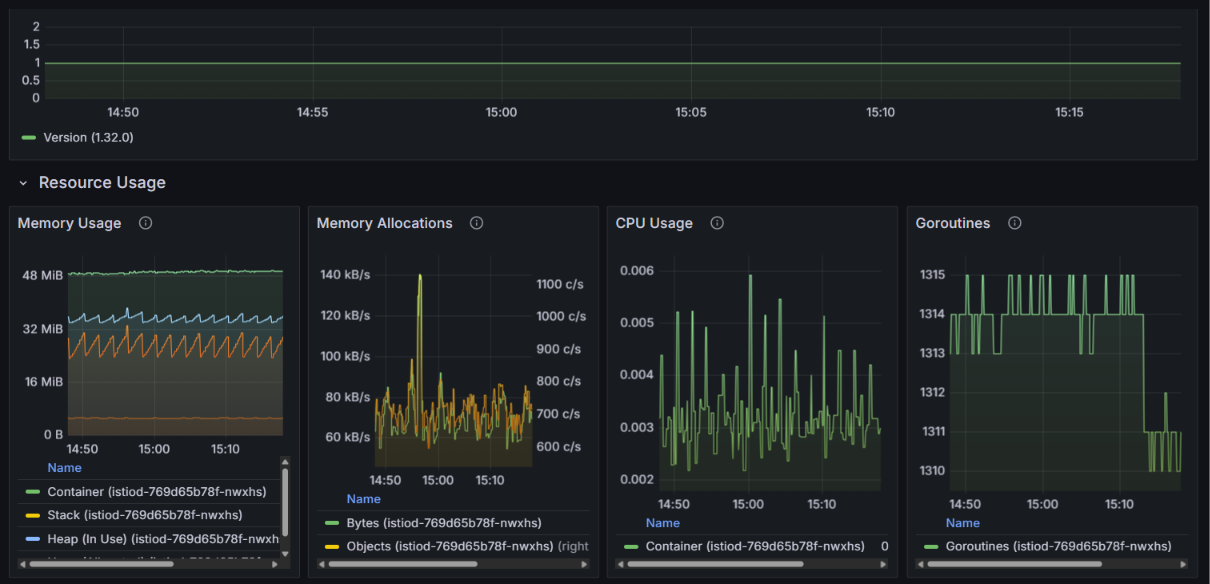 2
1.5
1
0.5
0
14:50 14:55 15:00 15:05 15:10 15:15
Version (1.32.0)
Resource Usage
Memory Usage
48 MiB
32 MiB
16 MiB
0 B
14:50 15:00 15:10
Name
Container (istiod-769d65b78f-nwxhs)
Stack (istiod-769d65b78f-nwxhs)
Heap (In Use) (istiod-769d65b78f-nwxh
Memory Allocations
140 kB/s
120 kB/s
100 kB/s
80 kB/s
60 kB/s
1100 c/s
1000 c/s
900 c/s
800 c/s
700 c/s
600 c/s
14:50 15:00 15:10
Name
Bytes (istiod-769d65b78f-nwxhs)
Objects (istiod-769d65b78f-nwxhs) (right
CPU Usage
0.006
0.005
0.004
0.003
0.002
14:50 15:00 15:10
Name
Container (istiod-769d65b78f-nwxhs) 0
Goroutines
1315
1314
1313
1312
1311
1310
14:50 15:00 15:10
Name
Goroutines (istiod-769d65b78f-nwxhs)